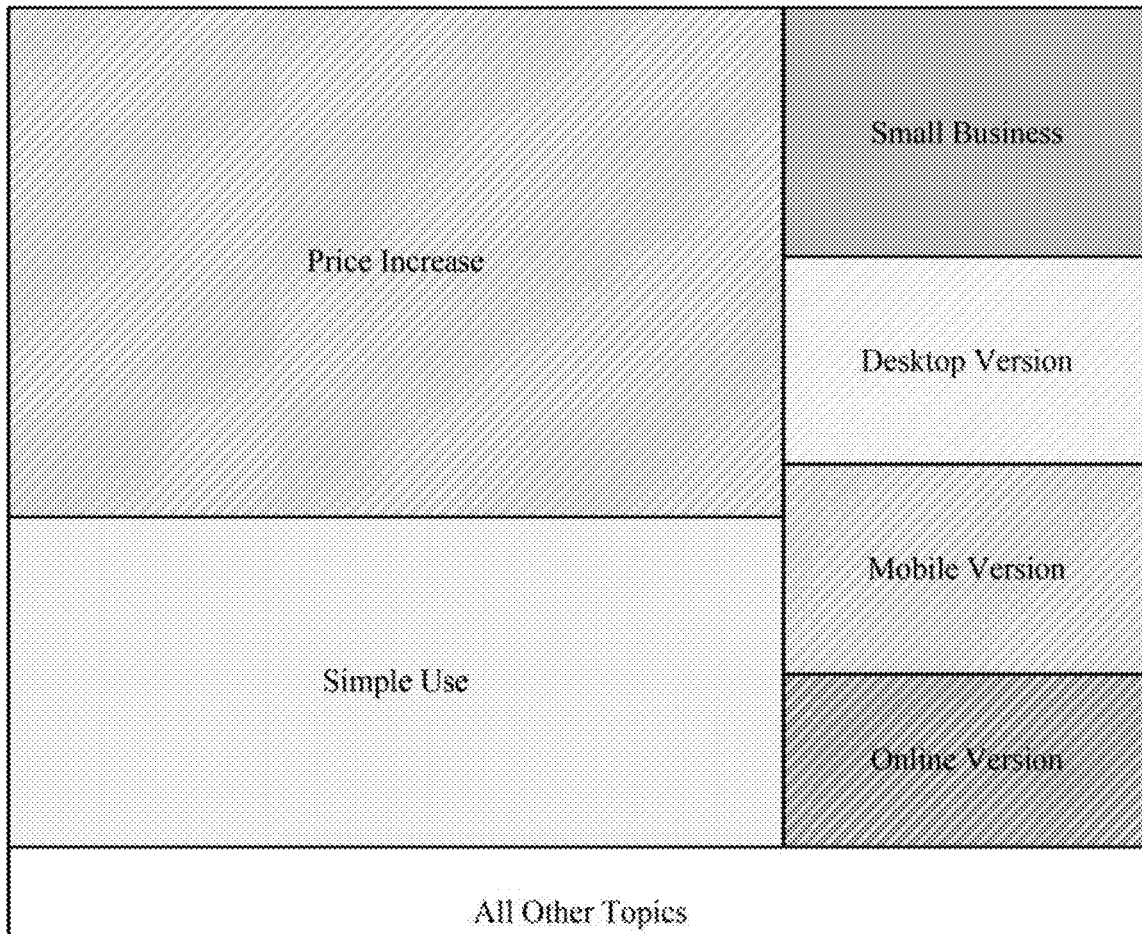 Price Increase
Small Business
Desktop Version
Mobile Version
Simple Use
Online Version
All Other Topics